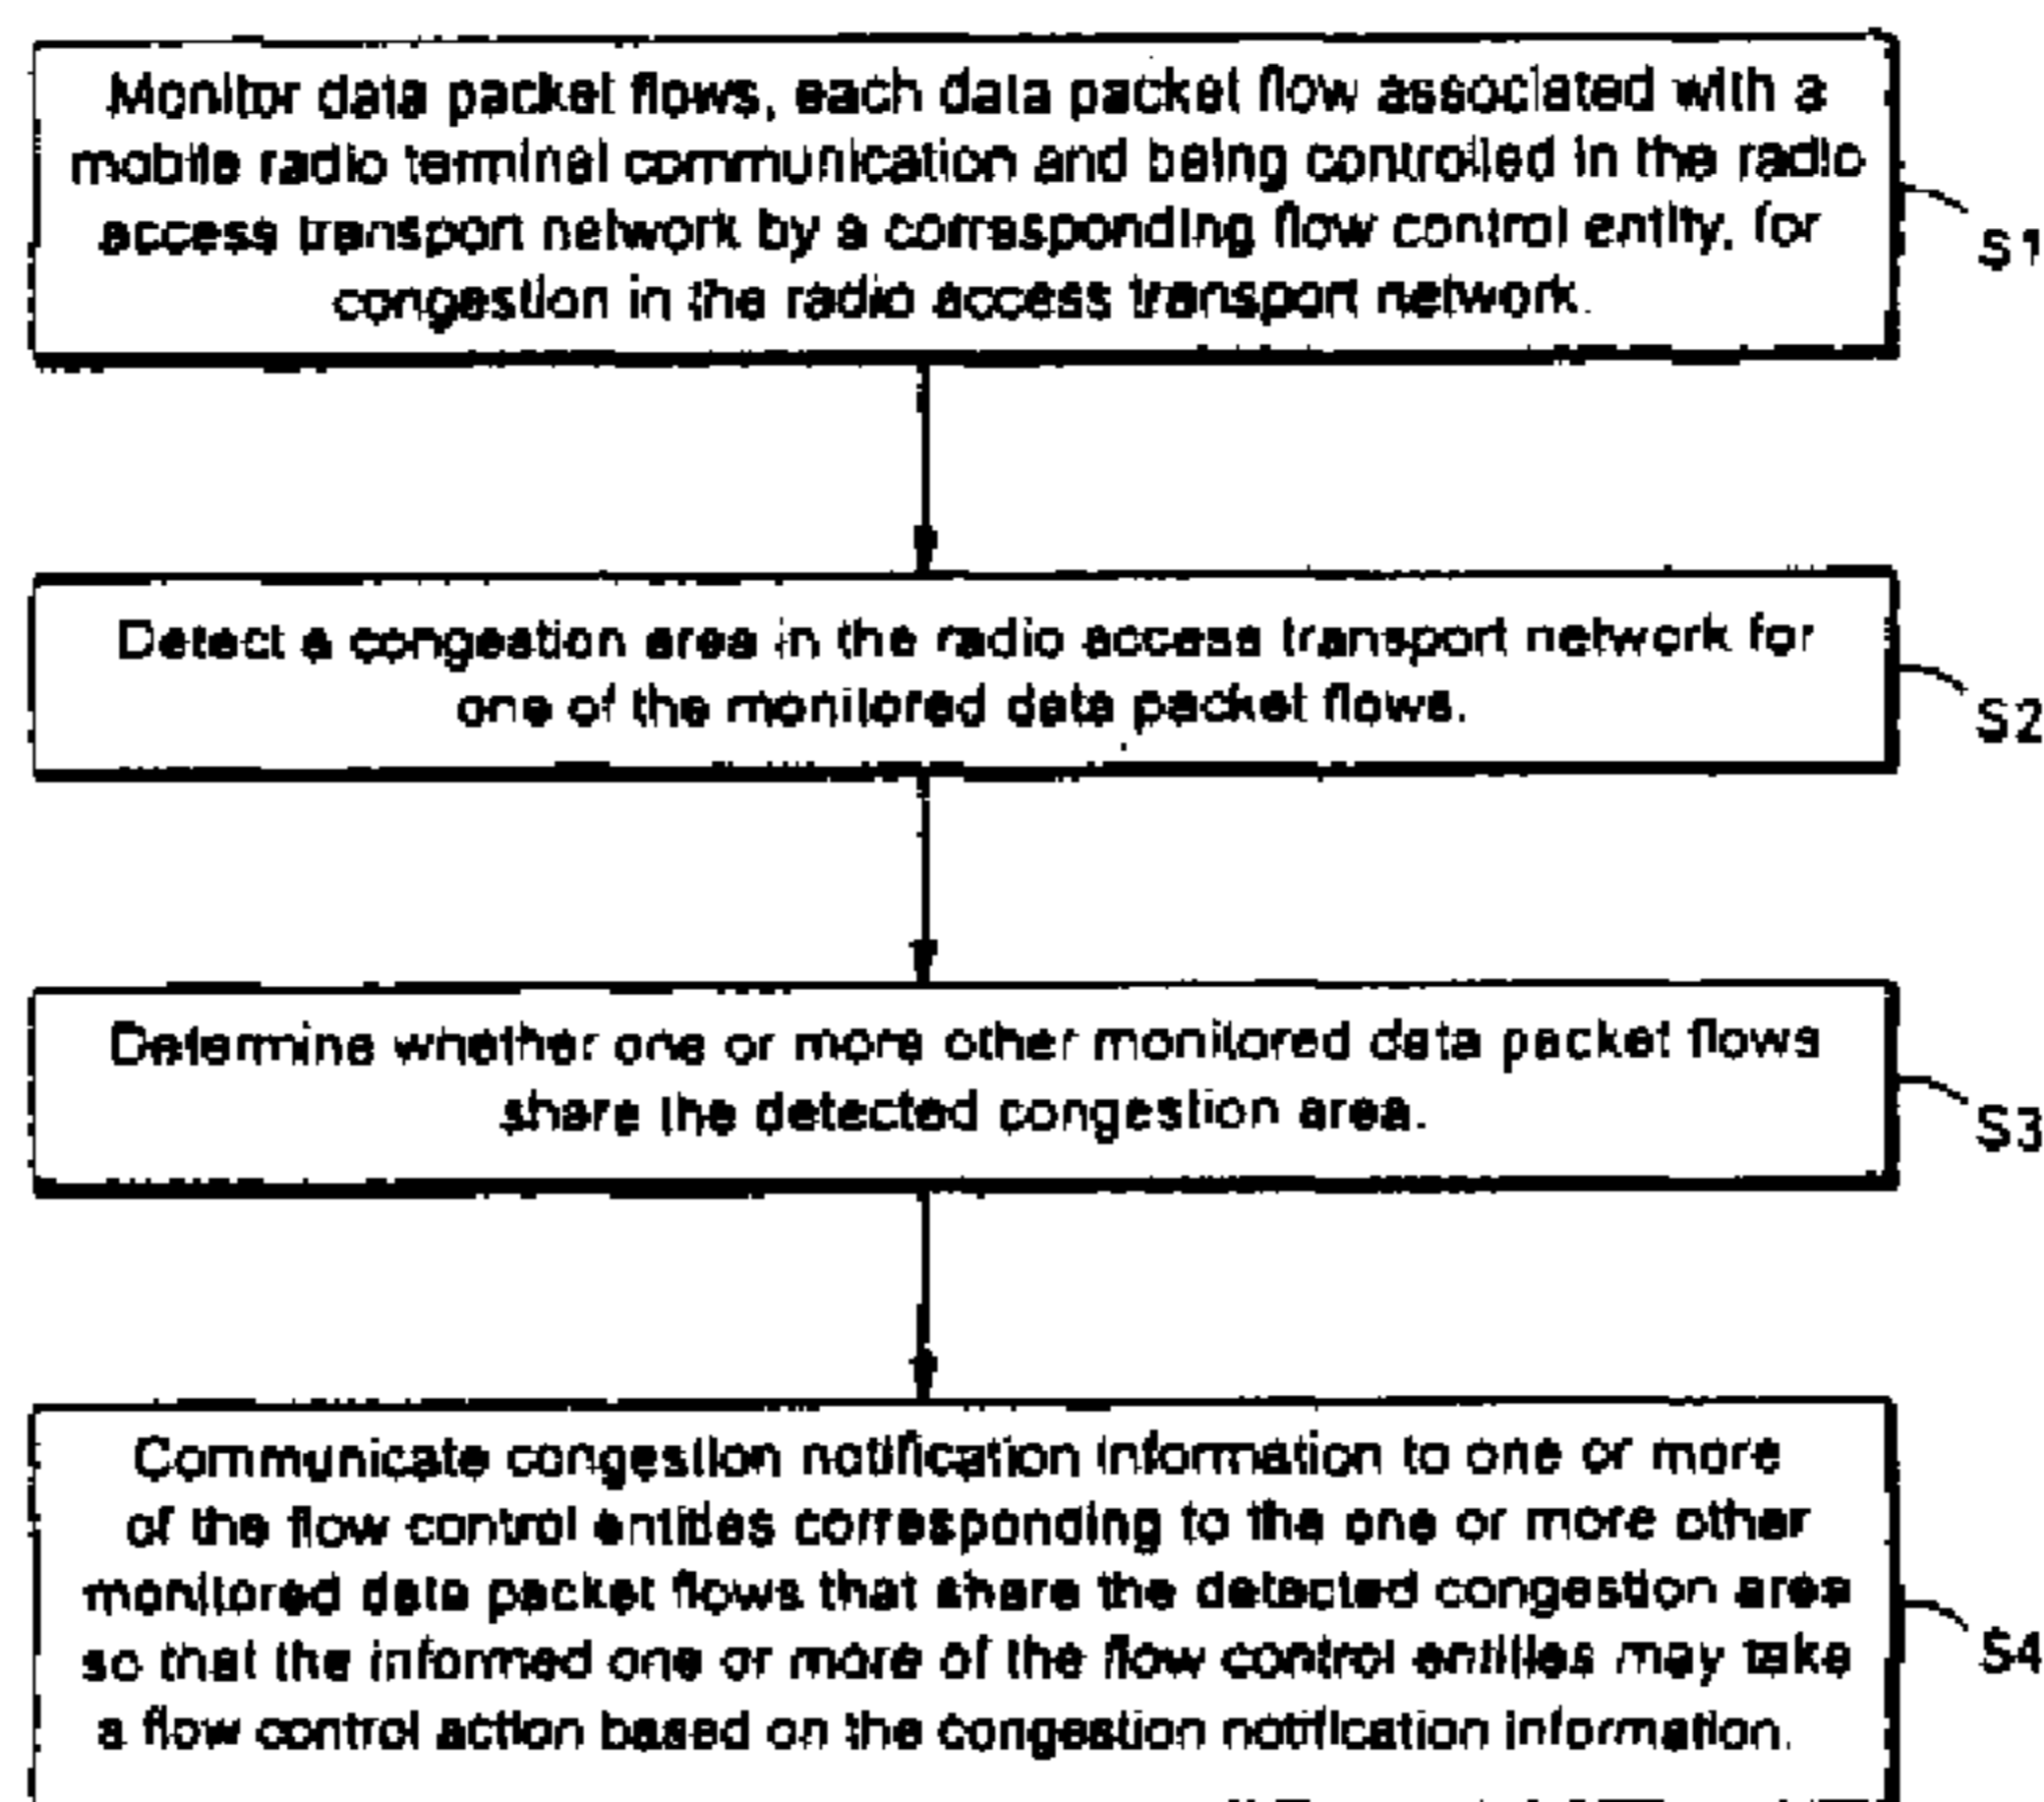 Monitor data packet flows, each data packet flow associated with a
mobile radio terminal communication and being controlled in the radio
access transport network by a corresponding flow control entity, for
congestion in the radio access transport network.
S1
Detect a congestion area in the radio access transport network for
one of the monitored data packet flows.
S2
Determine whether one or more other monitored data packet flows
share the detected congestion area.
S3
Communicate congestion notification information to one or more
of the flow control entities corresponding to the one or more other
monitored data packet flows that share the detected congestion area
so that the informed one or more of the flow control entities may take
a flow control action based on the congestion notification information.
S4